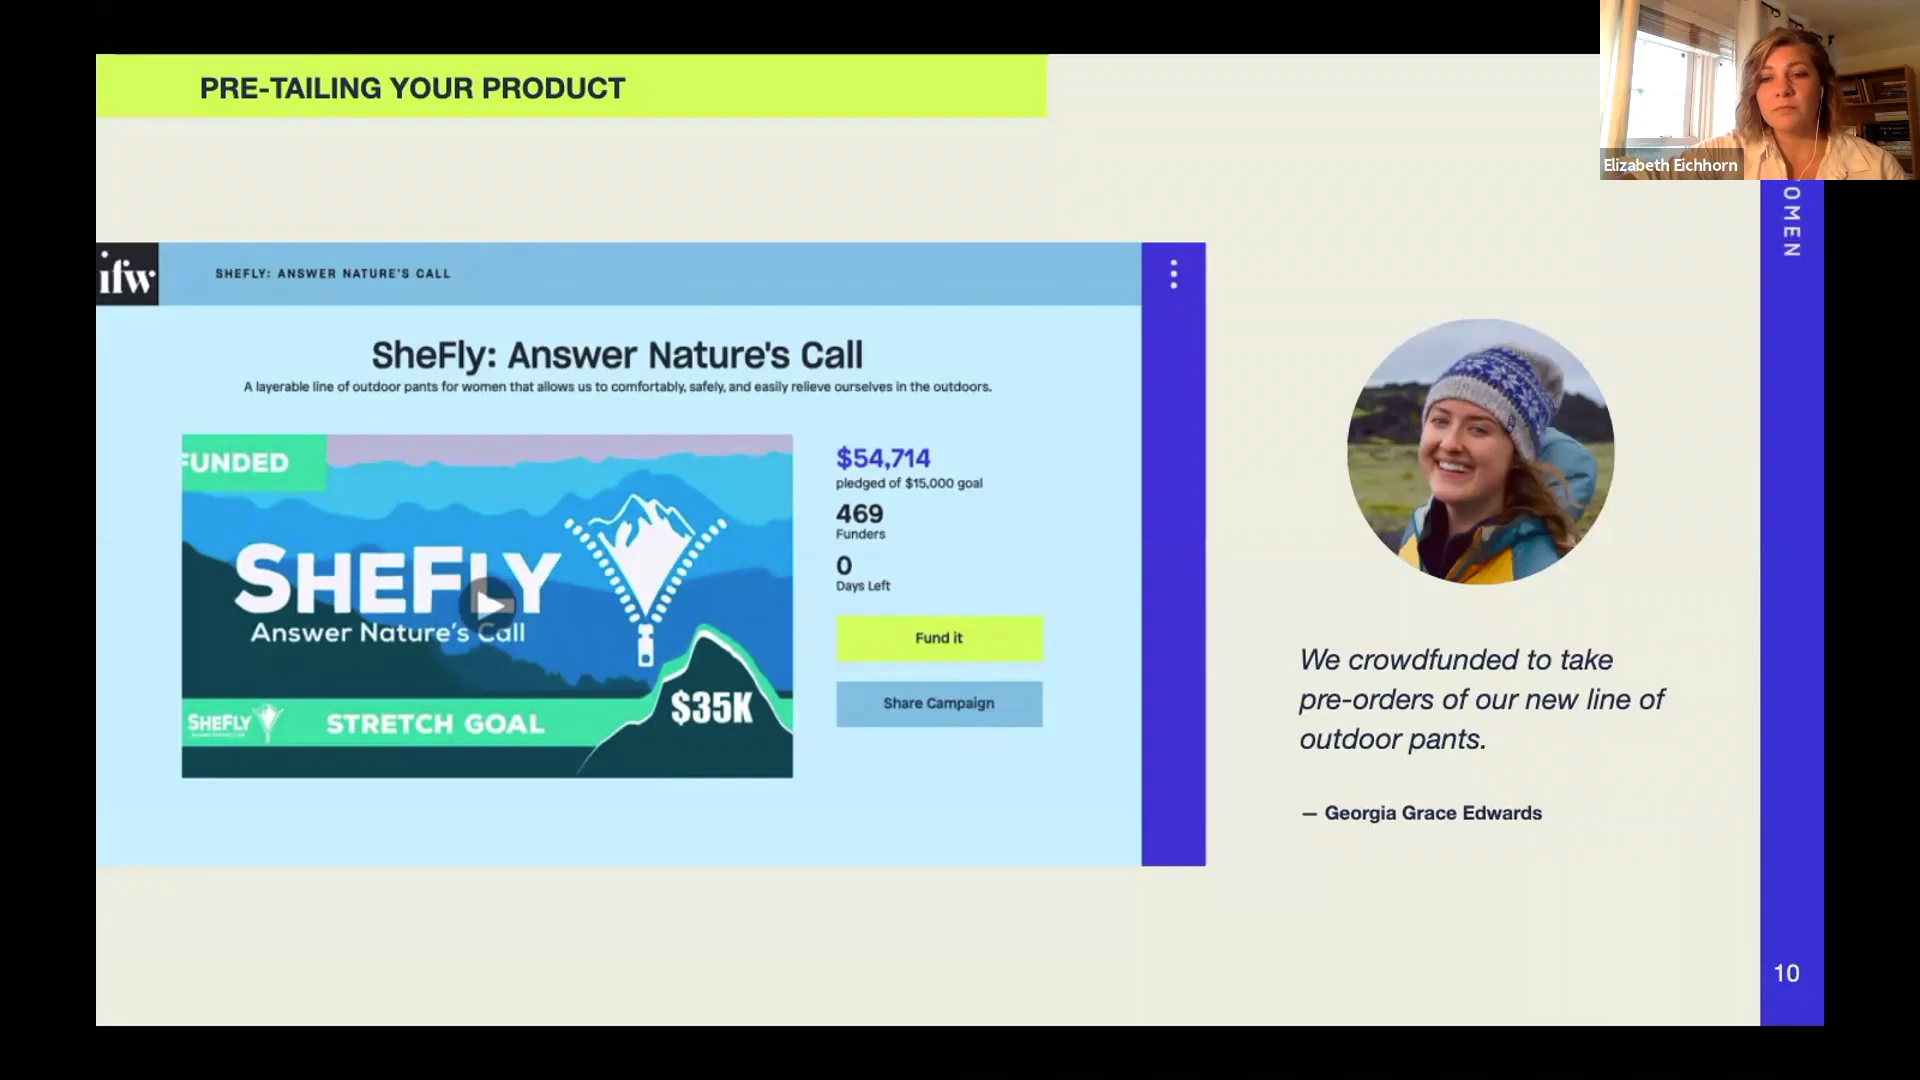 PRE-TAILING YOUR PRODUCT
Elizabeth Eichhorn
OMEN
ifw
SHEFLY: ANSWER NATURE'S CALL
SheFly: Answer Nature's Call
A layerable line of outdoor pants for women that allows us to comfortably, safely, and easily relieve ourselves in the outdoors.
FUNDED
SHEFLY
Answer Nature's Call
SHEFLY
STRETCH GOAL
$35K
$54,714
pledged of $15,000 goal
469
Funders
0
Days Left
Fund it
Share Campaign
We crowdfunded to take
pre-orders of our new line of
outdoor pants.
— Georgia Grace Edwards
10